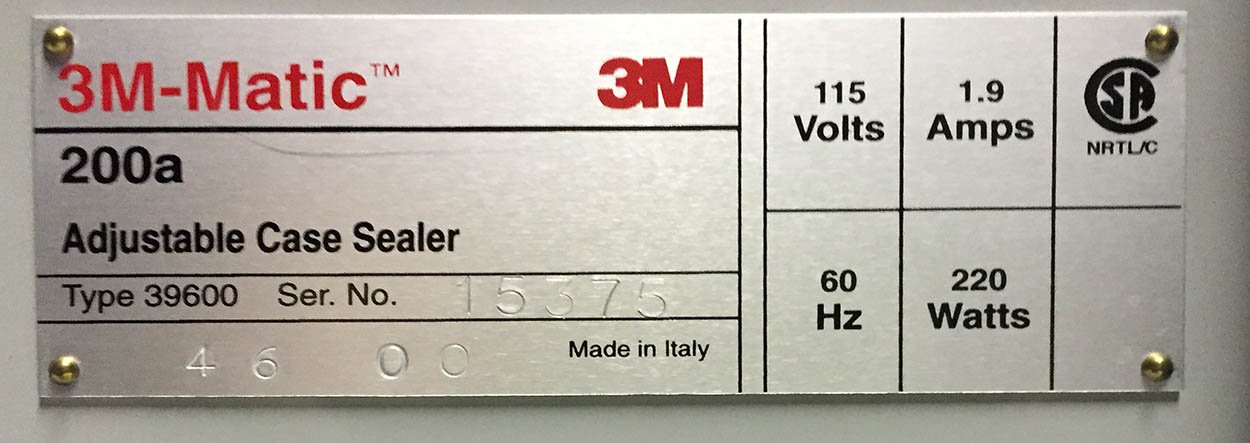 3M-Matic™ 3M
200a
Adjustable Case Sealer
Type 39600 Ser. No. 15375
46 00 Made in Italy
115 Volts
1.9 Amps
CSA
NRTL/C
60 Hz
220 Watts